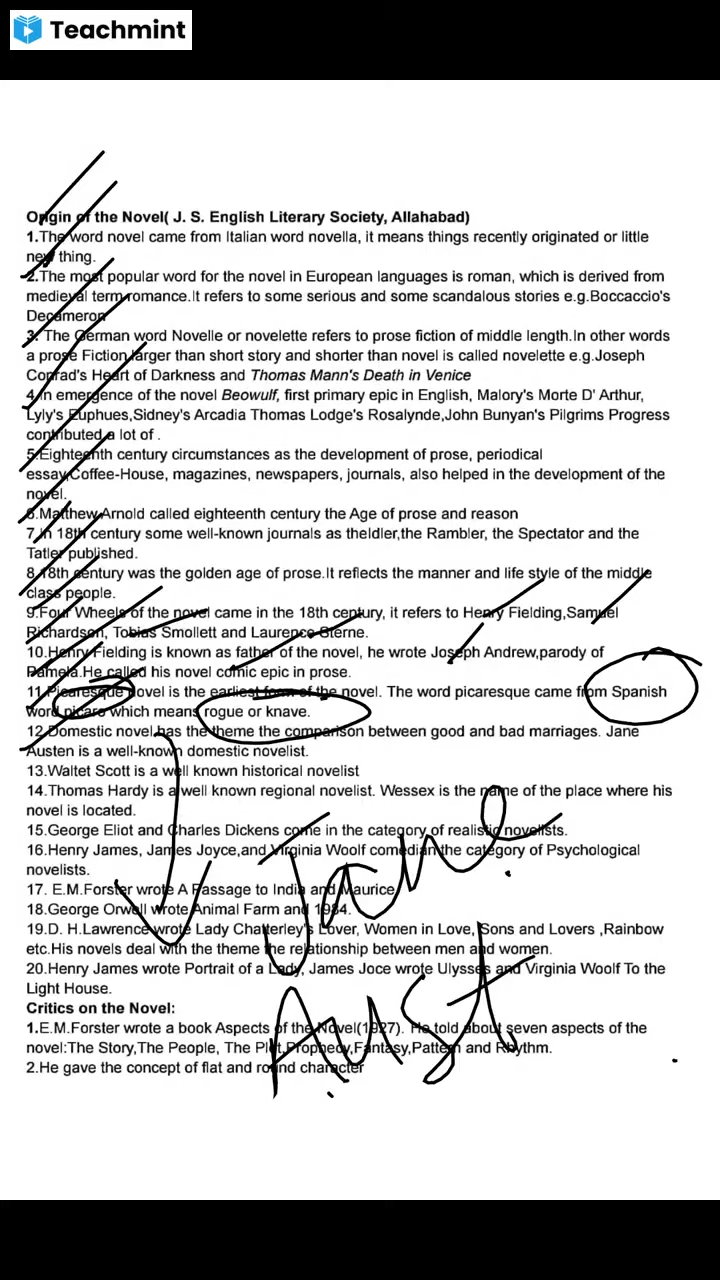 Teachmint
Origin of the Novel( J. S. English Literary Society, Allahabad)
1.The word novel came from Italian word novella, it means things recently originated or little
new thing.
2.The most popular word for the novel in European languages is roman, which is derived from
medieval term romance.It refers to some serious and some scandalous stories e.g.Boccaccio's
Decameron
3. The German word Novelle or novelette refers to prose fiction of middle length.In other words
a prose Fiction larger than short story and shorter than novel is called novelette e.g.Joseph
Conrad's Heart of Darkness and Thomas Mann's Death in Venice
4.In emergence of the novel Beowulf, first primary epic in English, Malory's Morte D' Arthur,
Lyly's Euphues,Sidney's Arcadia Thomas Lodge's Rosalynde,John Bunyan's Pilgrims Progress
contributed a lot of .
5.Eighteenth century circumstances as the development of prose, periodical
essay,Coffee-House, magazines, newspapers, journals, also helped in the development of the
novel.
6.Matthew Arnold called eighteenth century the Age of prose and reason
7.In 18th century some well-known journals as theIdler,the Rambler, the Spectator and the
Tatler published.
8.18th century was the golden age of prose.It reflects the manner and life style of the middle
class people.
9.Four Wheels of the novel came in the 18th century, it refers to Henry Fielding,Samuel
Richardson, Tobias Smollett and Laurence Sterne.
10.Henry Fielding is known as father of the novel, he wrote Joseph Andrew,parody of
Pamela.He called his novel comic epic in prose.
11.Picaresque novel is the earliest form of the novel. The word picaresque came from Spanish
word picaro which means rogue or knave.
12.Domestic novel has the theme the comparison between good and bad marriages. Jane
Austen is a well-known domestic novelist.
13.Waltet Scott is a well known historical novelist
14.Thomas Hardy is a well known regional novelist. Wessex is the name of the place where his
novel is located.
15.George Eliot and Charles Dickens come in the category of realistic novelists.
16.Henry James, James Joyce,and Virginia Woolf comedian the category of Psychological
novelists.
17. E.M.Forster wrote A Passage to India and Maurice
18.George Orwell wrote Animal Farm and 1984.
19.D. H.Lawrence wrote Lady Chatterley's Lover, Women in Love, Sons and Lovers ,Rainbow
etc.His novels deal with the theme the relationship between men and women.
20.Henry James wrote Portrait of a Lady, James Joce wrote Ulysses and Virginia Woolf To the
Light House.
Critics on the Novel:
1.E.M.Forster wrote a book Aspects of the Novel(1927). He told about seven aspects of the
novel:The Story,The People, The Plot,Prophecy,Fantasy,Pattern and Rhythm.
2.He gave the concept of flat and round character
Jane
Aust.